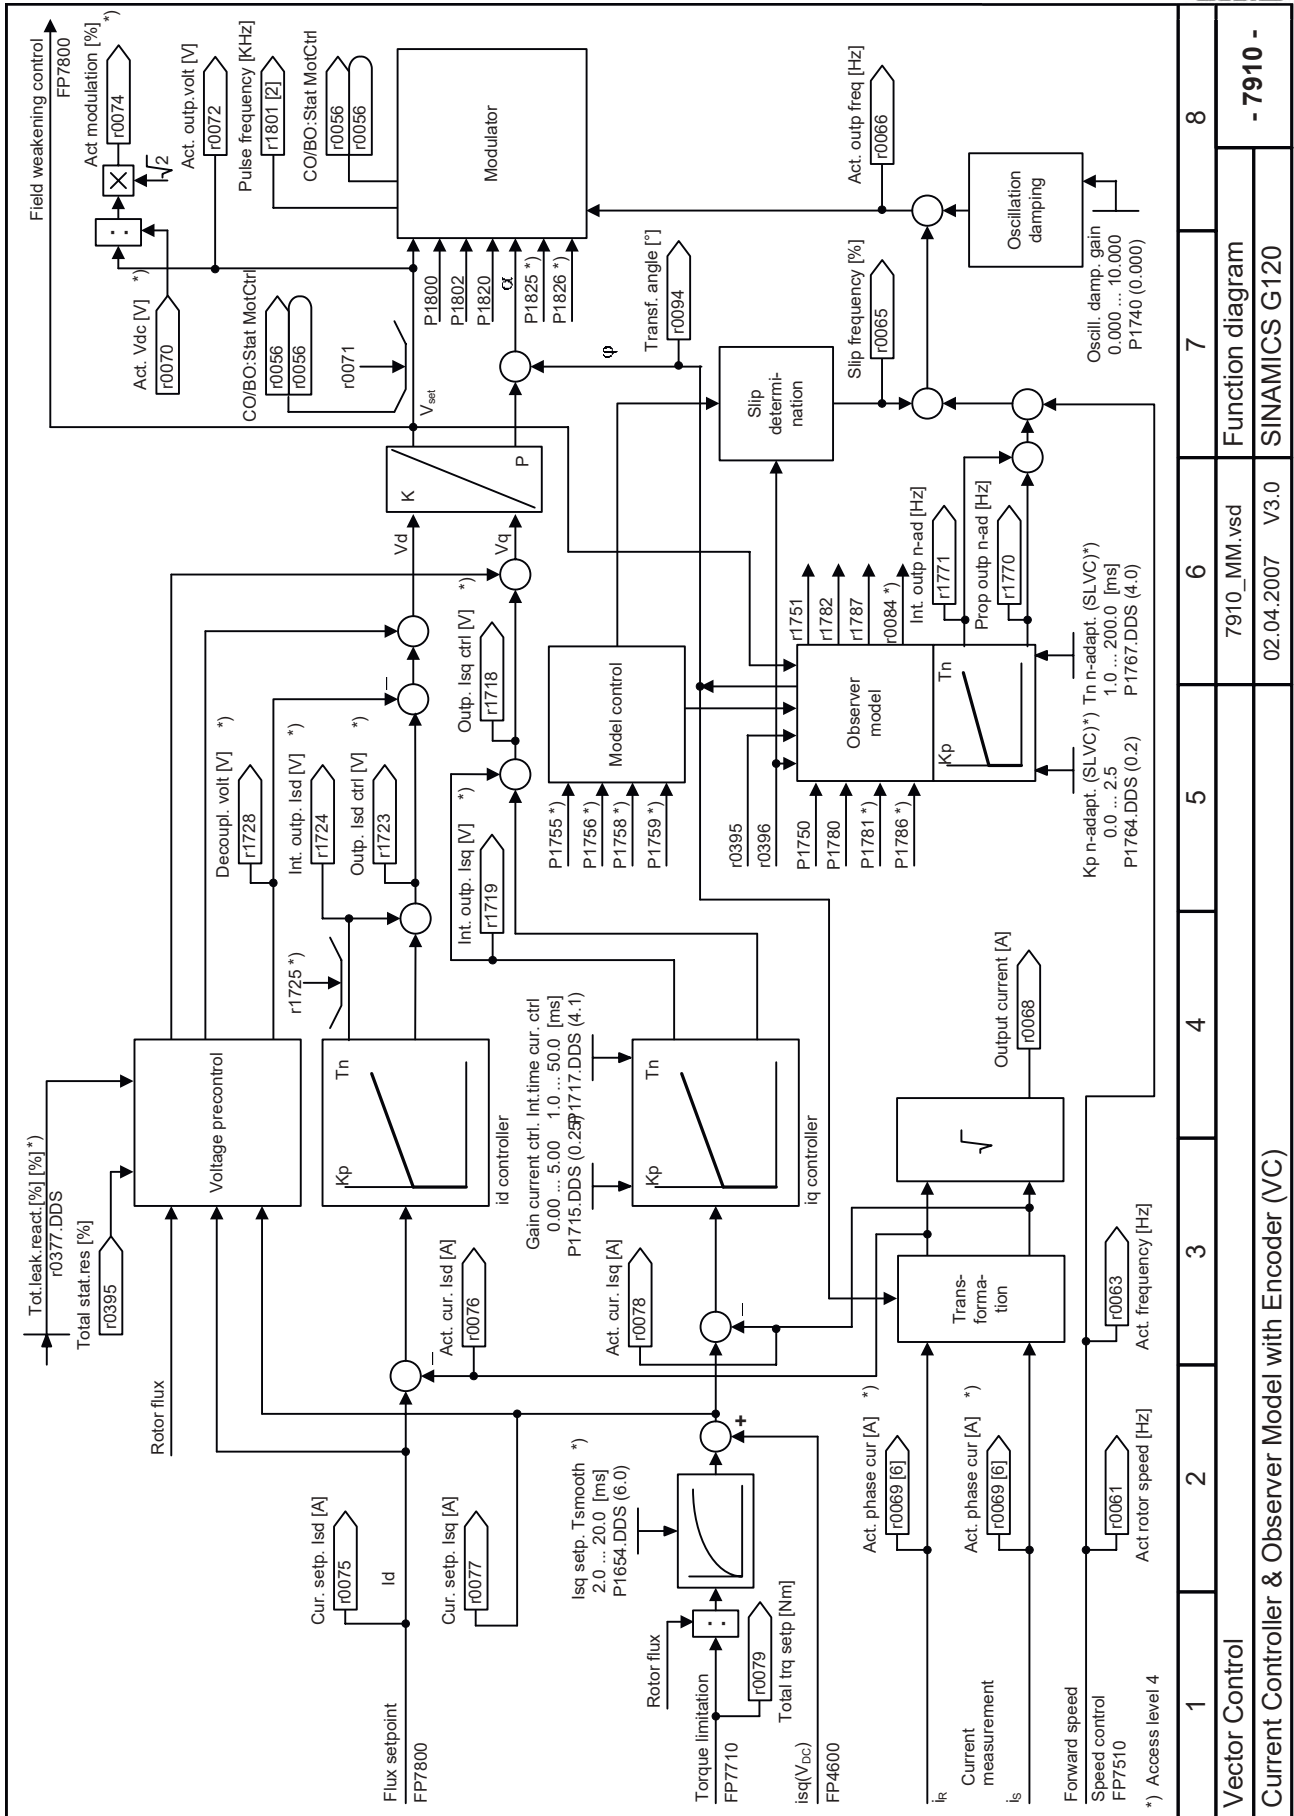 Field weakening control
FP7800
Act modulation [%]
*)
r0074
√2
Act. outp.volt [V]
r0072
Pulse frequency [KHz]
r1801 [2]
CO/BO:Stat MotCtrl
r0056
r0056
Modulator
Act. Vdc [V]
*)
r0070
CO/BO:Stat MotCtrl
r0056
r0056
r0071
Vset
P1800
P1802
P1820
α
P1825 *)
P1826 *)
φ
Transf. angle [°]
r0094
Act. outp freq [Hz]
r0066
Slip frequency [%]
r0065
Oscillation
damping
Oscill. damp. gain
0.000 ... 10.000
P1740 (0.000)
Slip
determi-
nation
K
P
Vd
Vq
Tot.leak.react.[%] [%] *)
r0377.DDS
Total stat.res [%]
r0395
Voltage precontrol
Rotor flux
Decoupl. volt [V]
*)
r1728
Int. outp. Isd [V]
*)
r1724
Outp. Isd ctrl [V]
*)
r1723
r1725 *)
Kp
Tn
id controller
Outp. Isq ctrl [V]
*)
r1718
Int. outp. Isq [V]
*)
r1719
Gain current ctrl.
0.00 ... 5.00
P1715.DDS (0.25)
Int.time cur. ctrl
1.0 ... 50.0 [ms]
P1717.DDS (4.1)
Kp
Tn
iq controller
Model control
P1755 *)
P1756 *)
P1758 *)
P1759 *)
r0395
r0396
P1750
P1780
P1781 *)
P1786 *)
Observer
model
r1751
r1782
r1787
r0084 *)
Int. outp n-ad [Hz]
r1771
Prop outp n-ad [Hz]
r1770
Kp
Tn
Kp n-adapt. (SLVC)*)
0.0 ... 2.5
P1764.DDS (0.2)
Tn n-adapt. (SLVC)*)
1.0 ... 200.0 [ms]
P1767.DDS (4.0)
Cur. setp. Isd [A]
r0075
Id
Flux setpoint
FP7800
Cur. setp. Isq [A]
r0077
–
Act. cur. Isd [A]
r0076
Act. cur. Isq [A]
r0078
–
Isq setp. Tsmooth *)
2.0 ... 20.0 [ms]
P1654.DDS (6.0)
Rotor flux
Torque limitation
FP7710
r0079
Total trq setp [Nm]
+
isq(VDC)
FP4600
Act. phase cur [A]
*)
r0069 [6]
iR
Current
measurement
Act. phase cur [A]
*)
r0069 [6]
iS
Trans-
forma-
tion
√
Output current [A]
r0068
Forward speed
Speed control
FP7510
r0061
Act rotor speed [Hz]
r0063
Act. frequency [Hz]
*) Access level 4
1 2 3 4 5 6 7 8
Vector Control
Current Controller & Observer Model with Encoder (VC)
7910_MM.vsd
02.04.2007 V3.0
Function diagram
SINAMICS G120
- 7910 -